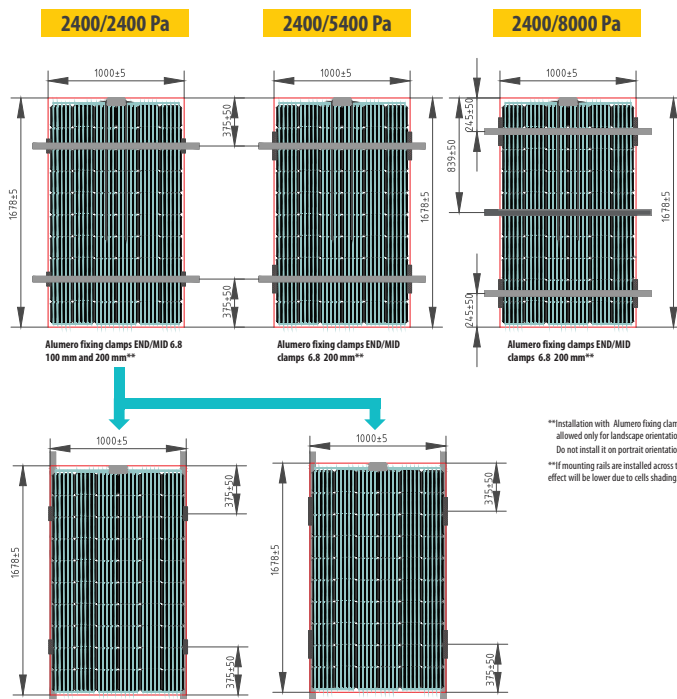 2400/2400 Pa
2400/5400 Pa
2400/8000 Pa
1000±5
1000±5
1000±5
1678±5
375±50
375±50
375±50
375±50
1678±5
245±50
839±50
245±50
1678±5
Alumero fixing clamps END/MID 6.8
100 mm and 200 mm**
Alumero fixing clamps END/MID
clamps 6.8 200 mm**
Alumero fixing clamps END/MID
clamps 6.8 200 mm**
**Installation with Alumero fixing clam
allowed only for landscape orientatio
Do not install it on portrait orientatio
**If mounting rails are installed across t
effect will be lower due to cells shading
1000±5
1000±5
1678±5
375±50
375±50
1678±5
375±50
375±50